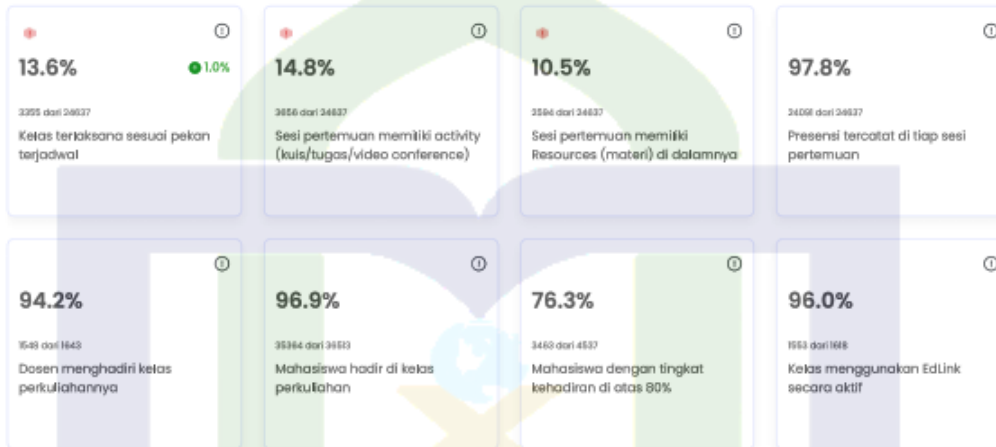 13.6%
1.0%
3355 dari 24637
Kelas terlaksana sesuai pekan
terjadwal
14.8%
3656 dari 24637
Sesi pertemuan memiliki activity
(kuis/tugas/video conference)
10.5%
2594 dari 24637
Sesi pertemuan memiliki
Resources (materi) di dalamnya
97.8%
24091 dari 24637
Presensi tercatat di tiap sesi
pertemuan
94.2%
1548 dari 1643
Dosen menghadiri kelas
perkuliahannya
96.9%
35364 dari 36513
Mahasiswa hadir di kelas
perkuliahan
76.3%
3463 dari 4537
Mahasiswa dengan tingkat
kehadiran di atas 80%
96.0%
1553 dari 1618
Kelas menggunakan EdLink
secara aktif